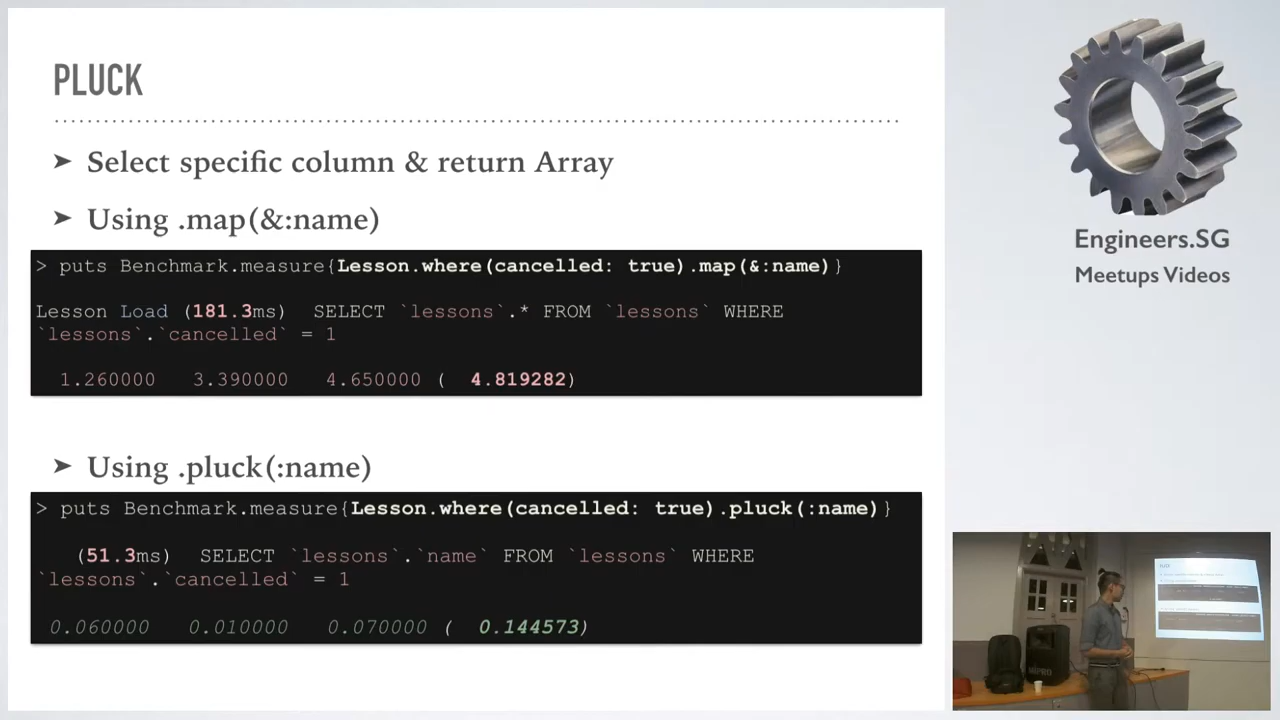 PLUCK
➤ Select specific column & return Array
➤ Using .map(&:name)
> puts Benchmark.measure{Lesson.where(cancelled: true).map(&:name)}
Lesson Load (181.3ms)  SELECT `lessons`.* FROM `lessons` WHERE
`lessons`.`cancelled` = 1
1.260000   3.390000   4.650000 (  4.819282)
➤ Using .pluck(:name)
> puts Benchmark.measure{Lesson.where(cancelled: true).pluck(:name)}
(51.3ms)  SELECT `lessons`.`name` FROM `lessons` WHERE
`lessons`.`cancelled` = 1
0.060000   0.010000   0.070000 (  0.144573)
Engineers.SG
Meetups Videos